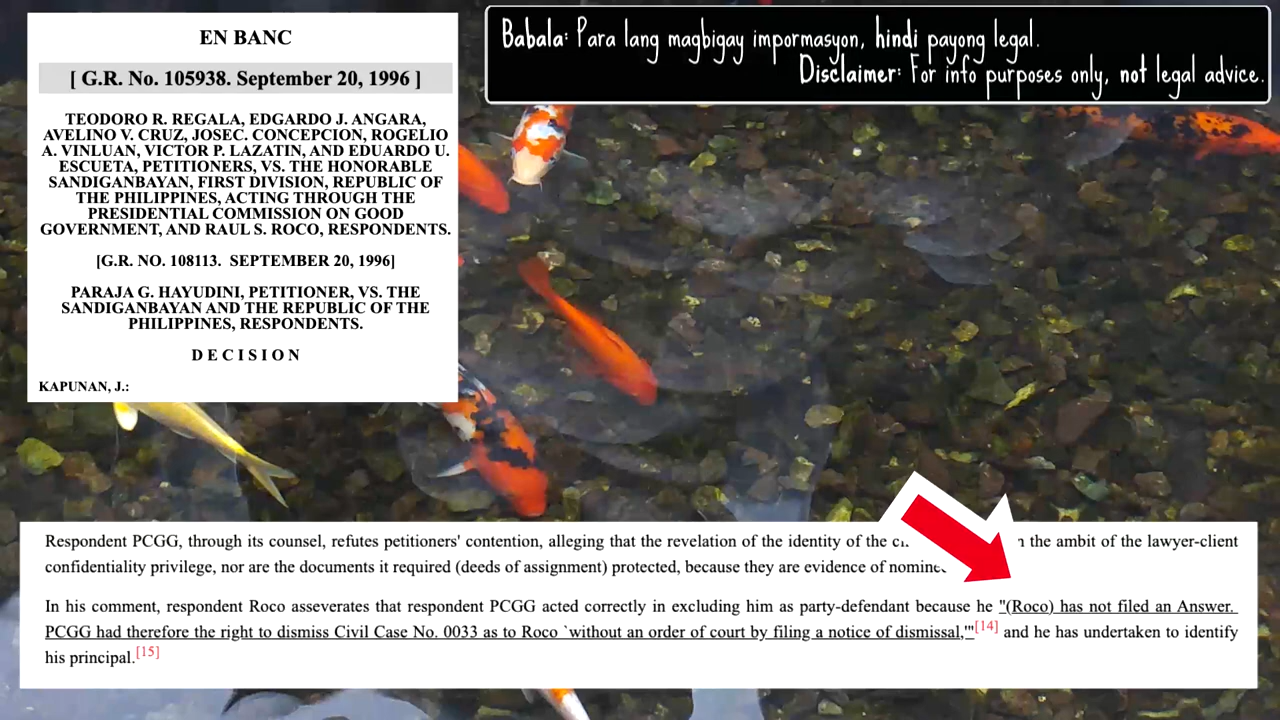 EN BANC
[ G.R. No. 105938. September 20, 1996 ]
TEODORO R. REGALA, EDGARDO J. ANGARA,
AVELINO V. CRUZ, JOSEC. CONCEPCION, ROGELIO
A. VINLUAN, VICTOR P. LAZATIN, AND EDUARDO U.
ESCUETA, PETITIONERS, VS. THE HONORABLE
SANDIGANBAYAN, FIRST DIVISION, REPUBLIC OF
THE PHILIPPINES, ACTING THROUGH THE
PRESIDENTIAL COMMISSION ON GOOD
GOVERNMENT, AND RAUL S. ROCO, RESPONDENTS.
[G.R. NO. 108113. SEPTEMBER 20, 1996]
PARAJA G. HAYUDINI, PETITIONER, VS. THE
SANDIGANBAYAN AND THE REPUBLIC OF THE
PHILIPPINES, RESPONDENTS.
D E C I S I O N
KAPUNAN, J.:
Babala: Para lang magbigay impormasyon, hindi payong legal.
Disclaimer: For info purposes only, not legal advice.
Respondent PCGG, through its counsel, refutes petitioners' contention, alleging that the revelation of the identity of the the ambit of the lawyer-client
confidentiality privilege, nor are the documents it required (deeds of assignment) protected, because they are evidence of
In his comment, respondent Roco asseverates that respondent PCGG acted correctly in excluding him as party-defendant because he "(Roco) has not filed an Answer.
PCGG had therefore the right to dismiss Civil Case No. 0033 as to Roco `without an order of court by filing a notice of dismissal,'"[14] and he has undertaken to identify
his principal.[15]